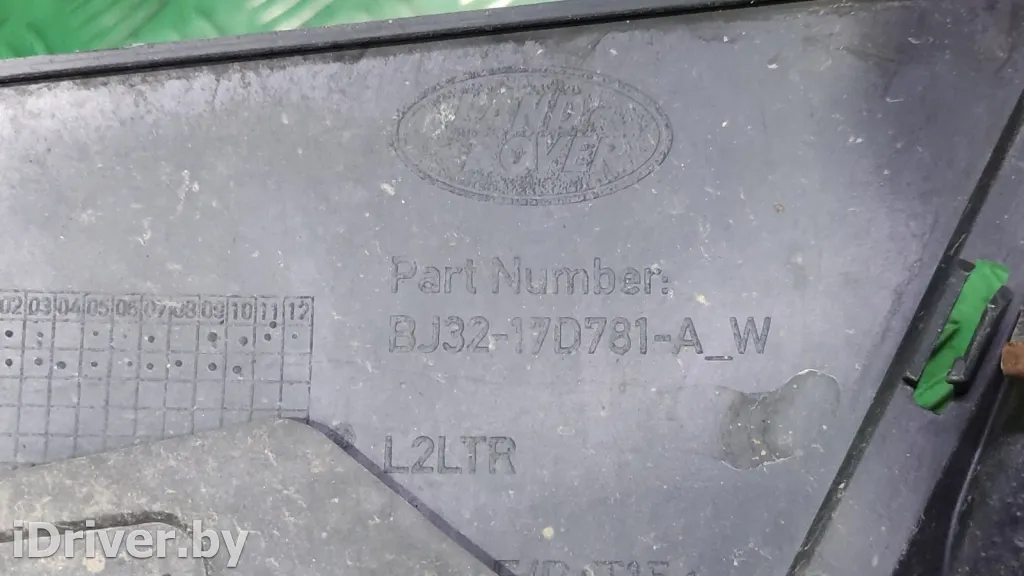 LAND ROVER
Part Number:
BJ32-17D781-A_W
02 03 04 05 06 07 08 09 10 11 12
L2LTR
iDriver.by